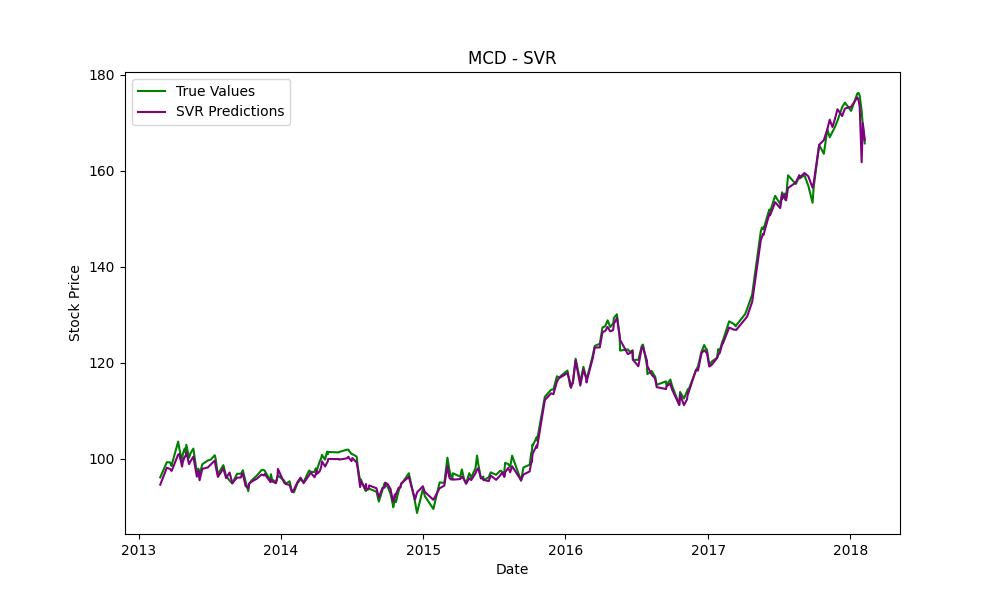 MCD - SVR
True Values
SVR Predictions
180
160
140
120
100
Stock Price
2013 2014 2015 2016 2017 2018
Date